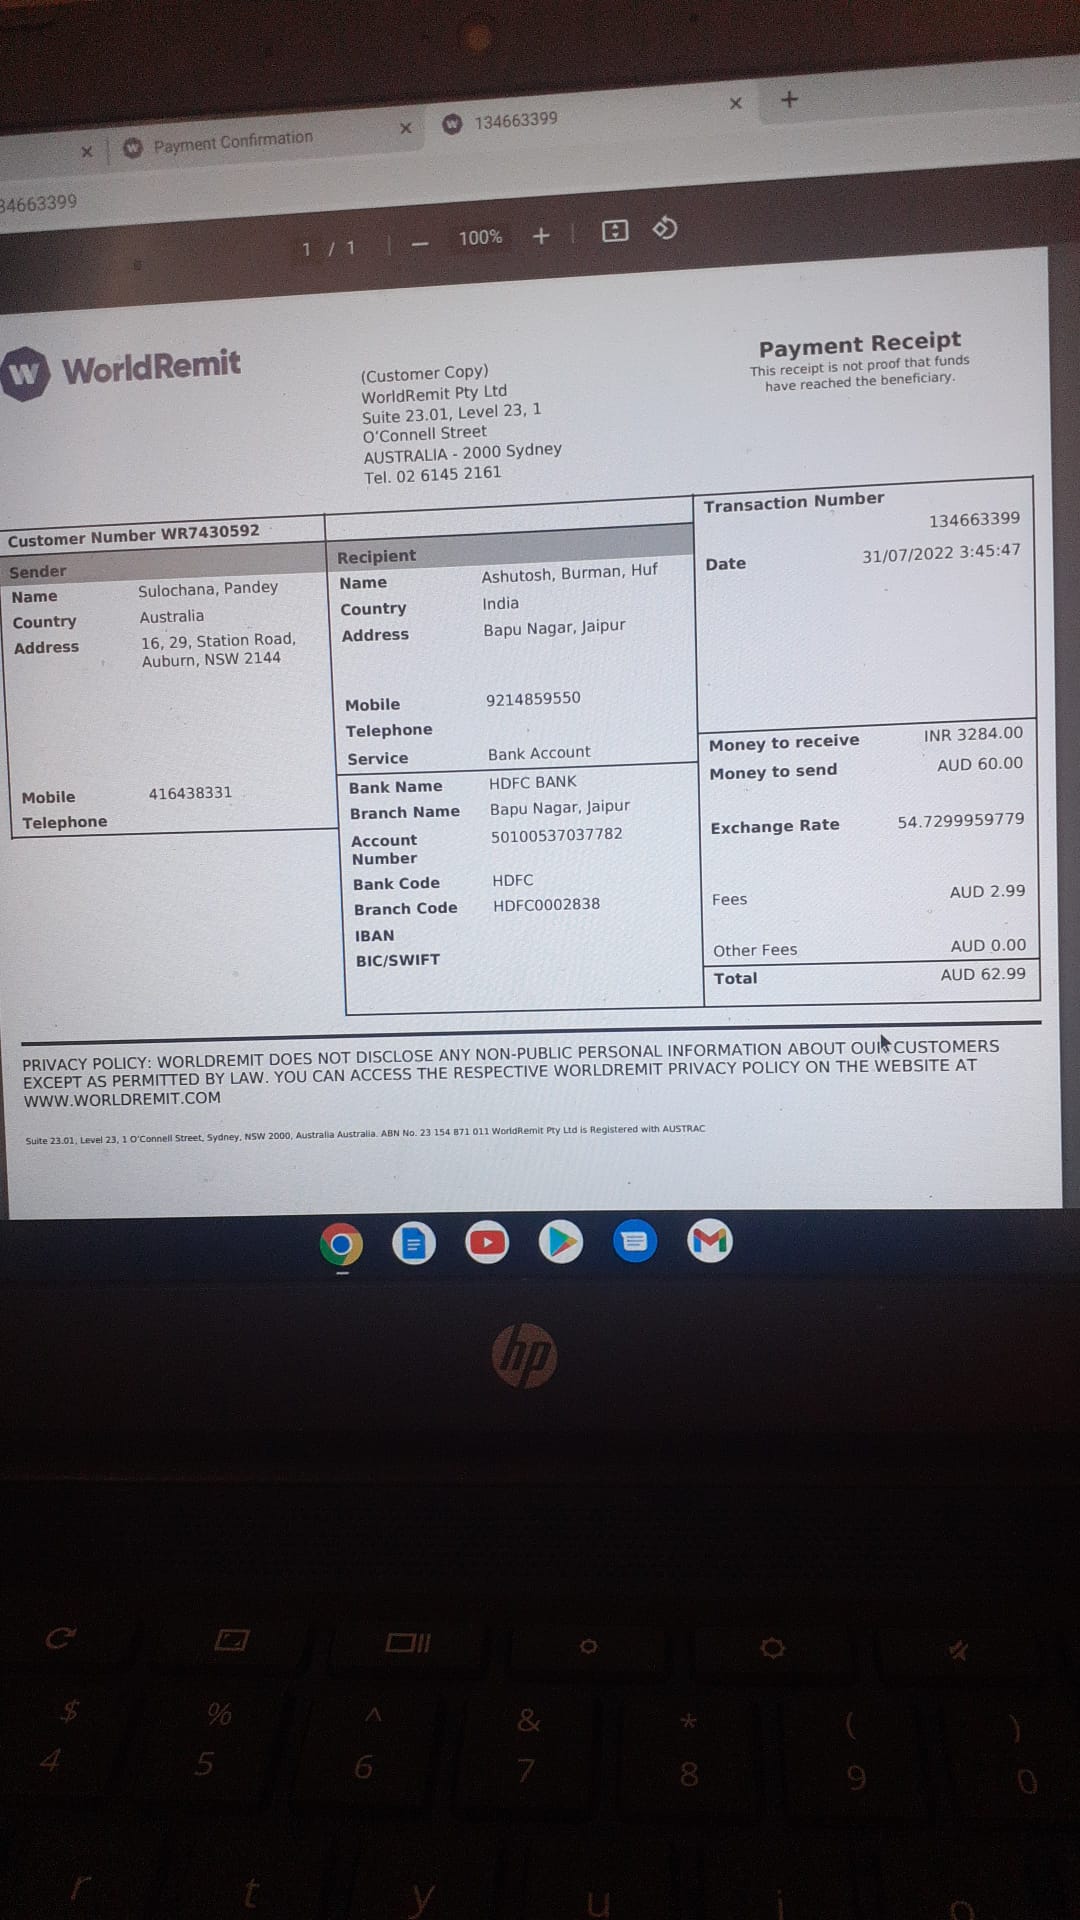 Payment Confirmation
134663399
34663399
1 / 1
100%
WorldRemit
(Customer Copy)
WorldRemit Pty Ltd
Suite 23.01, Level 23, 1
O'Connell Street
AUSTRALIA - 2000 Sydney
Tel. 02 6145 2161
Payment Receipt
This receipt is not proof that funds
have reached the beneficiary.
Customer Number WR7430592
Sender
Name Sulochana, Pandey
Country Australia
Address 16, 29, Station Road,
Auburn, NSW 2144
Mobile 416438331
Telephone
Recipient
Name Ashutosh, Burman, Huf
Country India
Address Bapu Nagar, Jaipur
Mobile 9214859550
Telephone
Service Bank Account
Bank Name HDFC BANK
Branch Name Bapu Nagar, Jaipur
Account 50100537037782
Number
Bank Code HDFC
Branch Code HDFC0002838
IBAN
BIC/SWIFT
Transaction Number
134663399
Date 31/07/2022 3:45:47
Money to receive INR 3284.00
Money to send AUD 60.00
Exchange Rate 54.7299959779
Fees AUD 2.99
Other Fees AUD 0.00
Total AUD 62.99
PRIVACY POLICY: WORLDREMIT DOES NOT DISCLOSE ANY NON-PUBLIC PERSONAL INFORMATION ABOUT OUR CUSTOMERS
EXCEPT AS PERMITTED BY LAW. YOU CAN ACCESS THE RESPECTIVE WORLDREMIT PRIVACY POLICY ON THE WEBSITE AT
WWW.WORLDREMIT.COM
Suite 23.01, Level 23, 1 O'Connell Street, Sydney, NSW 2000, Australia Australia. ABN No. 23 154 871 011 WorldRemit Pty Ltd is Registered with AUSTRAC
hp
$ % ^ & * ( )
4 5 6 7 8 9 0
r t y u i o